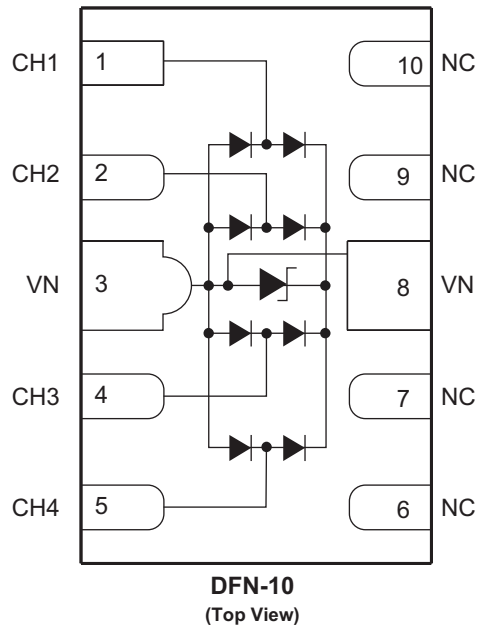 CH1 1 10 NC
CH2 2 9 NC
VN 3 8 VN
CH3 4 7 NC
CH4 5 6 NC
DFN-10
(Top View)